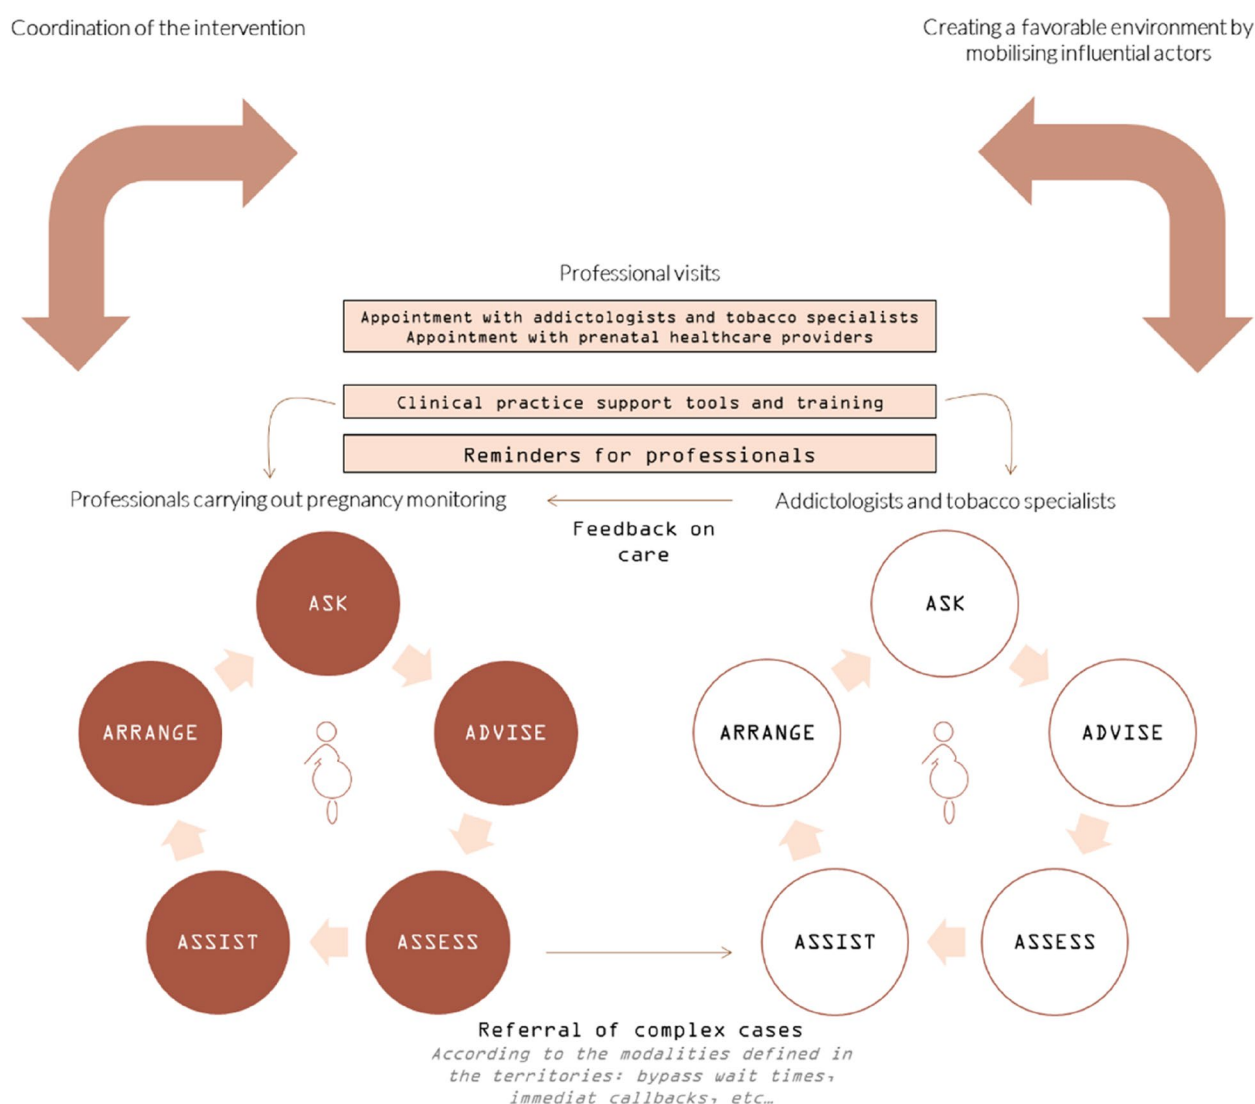 Coordination of the intervention
Creating a favorable environment by
mobilising influential actors
Professional visits
Appointment with addictologists and tobacco specialists
Appointment with prenatal healthcare providers
Clinical practice support tools and training
Reminders for professionals
Professionals carrying out pregnancy monitoring
Addictologists and tobacco specialists
Feedback on
care
ASK
ARRANGE
ADVISE
ASSIST
ASSESS
ASK
ARRANGE
ADVISE
ASSIST
ASSESS
Referral of complex cases
According to the modalities defined in
the territories: bypass wait times,
immediat callbacks, etc…